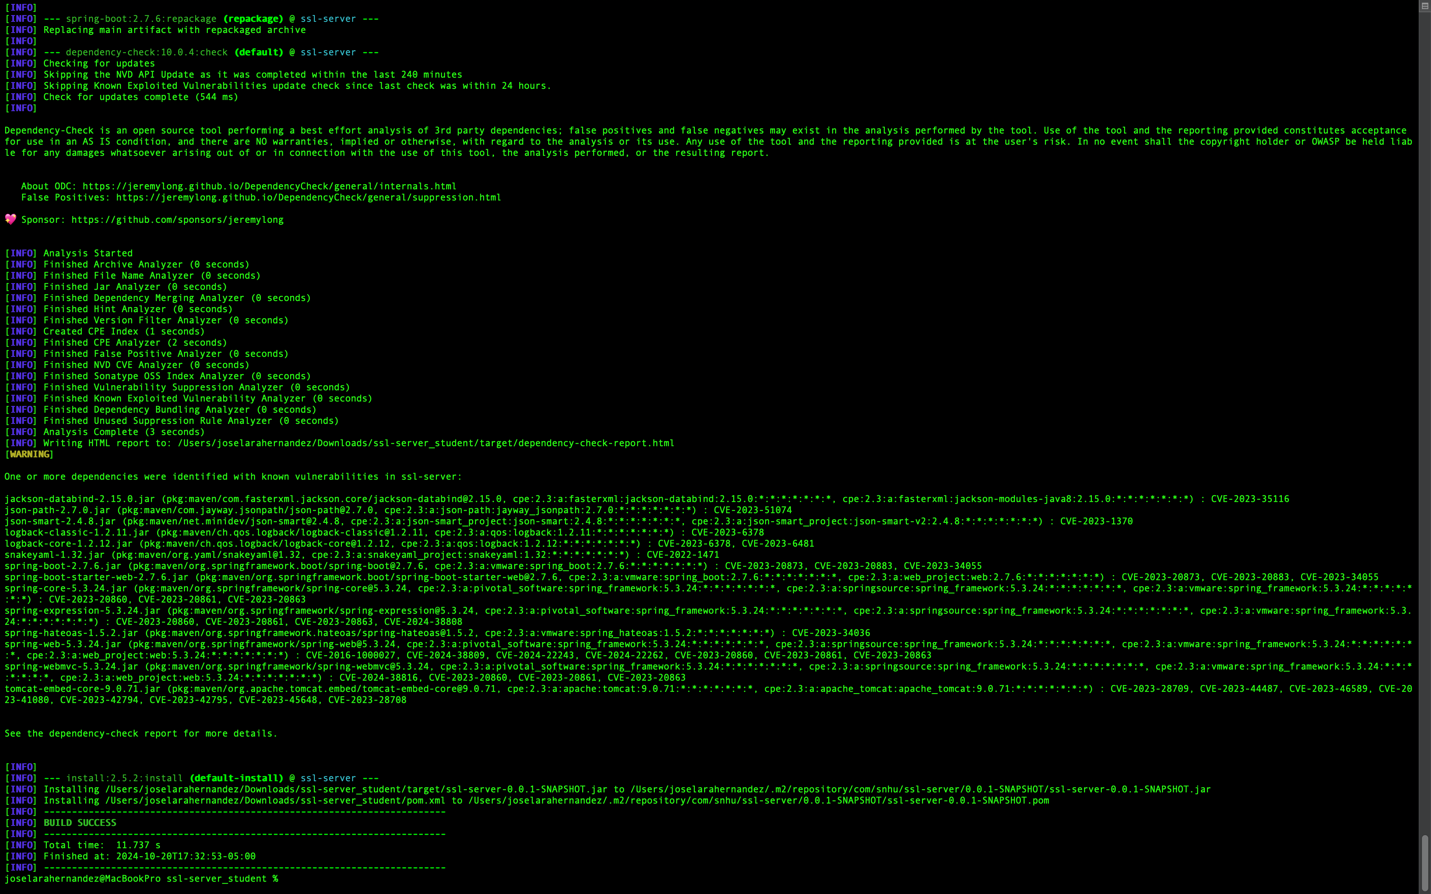 [INFO]
[INFO] --- spring-boot:2.7.6:repackage (repackage) @ ssl-server ---
[INFO] Replacing main artifact with repackaged archive
[INFO]
[INFO] --- dependency-check:10.0.4:check (default) @ ssl-server ---
[INFO] Checking for updates
[INFO] Skipping the NVD API Update as it was completed within the last 240 minutes
[INFO] Skipping Known Exploited Vulnerabilities update check since last check was within 24 hours.
[INFO] Check for updates complete (544 ms)
[INFO]
Dependency-Check is an open source tool performing a best effort analysis of 3rd party dependencies; false positives and false negatives may exist in the analysis performed by the tool. Use of the tool and the reporting provided constitutes acceptance
for use in an AS IS condition, and there are NO warranties, implied or otherwise, with regard to the analysis or its use. Any use of the tool and the reporting provided is at the user's risk. In no event shall the copyright holder or OWASP be held liab
le for any damages whatsoever arising out of or in connection with the use of this tool, the analysis performed, or the resulting report.
About ODC: https://jeremylong.github.io/DependencyCheck/general/internals.html
False Positives: https://jeremylong.github.io/DependencyCheck/general/suppression.html
💖 Sponsor: https://github.com/sponsors/jeremylong
[INFO] Analysis Started
[INFO] Finished Archive Analyzer (0 seconds)
[INFO] Finished File Name Analyzer (0 seconds)
[INFO] Finished Jar Analyzer (0 seconds)
[INFO] Finished Dependency Merging Analyzer (0 seconds)
[INFO] Finished Hint Analyzer (0 seconds)
[INFO] Finished Version Filter Analyzer (0 seconds)
[INFO] Created CPE Index (1 seconds)
[INFO] Finished CPE Analyzer (2 seconds)
[INFO] Finished False Positive Analyzer (0 seconds)
[INFO] Finished NVD CVE Analyzer (0 seconds)
[INFO] Finished Sonatype OSS Index Analyzer (0 seconds)
[INFO] Finished Vulnerability Suppression Analyzer (0 seconds)
[INFO] Finished Known Exploited Vulnerability Analyzer (0 seconds)
[INFO] Finished Dependency Bundling Analyzer (0 seconds)
[INFO] Finished Unused Suppression Rule Analyzer (0 seconds)
[INFO] Analysis Complete (3 seconds)
[INFO] Writing HTML report to: /Users/joselarahernandez/Downloads/ssl-server_student/target/dependency-check-report.html
[WARNING]
One or more dependencies were identified with known vulnerabilities in ssl-server:
jackson-databind-2.15.0.jar (pkg:maven/com.fasterxml.jackson.core/jackson-databind@2.15.0, cpe:2.3:a:fasterxml:jackson-databind:2.15.0:*:*:*:*:*:*:*, cpe:2.3:a:fasterxml:jackson-modules-java8:2.15.0:*:*:*:*:*:*:*) : CVE-2023-35116
json-path-2.7.0.jar (pkg:maven/com.jayway.jsonpath/json-path@2.7.0, cpe:2.3:a:json-path:jayway_jsonpath:2.7.0:*:*:*:*:*:*:*) : CVE-2023-51074
json-smart-2.4.8.jar (pkg:maven/net.minidev/json-smart@2.4.8, cpe:2.3:a:json-smart_project:json-smart:2.4.8:*:*:*:*:*:*:*, cpe:2.3:a:json-smart_project:json-smart-v2:2.4.8:*:*:*:*:*:*:*) : CVE-2023-1370
logback-classic-1.2.11.jar (pkg:maven/ch.qos.logback/logback-classic@1.2.11, cpe:2.3:a:qos:logback:1.2.11:*:*:*:*:*:*:*) : CVE-2023-6378
logback-core-1.2.12.jar (pkg:maven/ch.qos.logback/logback-core@1.2.12, cpe:2.3:a:qos:logback:1.2.12:*:*:*:*:*:*:*) : CVE-2023-6378, CVE-2023-6481
snakeyaml-1.32.jar (pkg:maven/org.yaml/snakeyaml@1.32, cpe:2.3:a:snakeyaml_project:snakeyaml:1.32:*:*:*:*:*:*:*) : CVE-2022-1471
spring-boot-2.7.6.jar (pkg:maven/org.springframework.boot/spring-boot@2.7.6, cpe:2.3:a:vmware:spring_boot:2.7.6:*:*:*:*:*:*:*) : CVE-2023-20873, CVE-2023-20883, CVE-2023-34055
spring-boot-starter-web-2.7.6.jar (pkg:maven/org.springframework.boot/spring-boot-starter-web@2.7.6, cpe:2.3:a:vmware:spring_boot:2.7.6:*:*:*:*:*:*:*, cpe:2.3:a:web_project:web:2.7.6:*:*:*:*:*:*:*) : CVE-2023-20873, CVE-2023-20883, CVE-2023-34055
spring-core-5.3.24.jar (pkg:maven/org.springframework/spring-core@5.3.24, cpe:2.3:a:pivotal_software:spring_framework:5.3.24:*:*:*:*:*:*:*, cpe:2.3:a:springsource:spring_framework:5.3.24:*:*:*:*:*:*:*, cpe:2.3:a:vmware:spring_framework:5.3.24:*:*:*:*:*
:*:*) : CVE-2023-20860, CVE-2023-20861, CVE-2023-20863
spring-expression-5.3.24.jar (pkg:maven/org.springframework/spring-expression@5.3.24, cpe:2.3:a:pivotal_software:spring_framework:5.3.24:*:*:*:*:*:*:*, cpe:2.3:a:springsource:spring_framework:5.3.24:*:*:*:*:*:*:*, cpe:2.3:a:vmware:spring_framework:5.3.
24:*:*:*:*:*:*:*) : CVE-2023-20860, CVE-2023-20861, CVE-2023-20863, CVE-2024-38808
spring-hateoas-1.5.2.jar (pkg:maven/org.springframework.hateoas/spring-hateoas@1.5.2, cpe:2.3:a:vmware:spring_hateoas:1.5.2:*:*:*:*:*:*:*) : CVE-2023-34036
spring-web-5.3.24.jar (pkg:maven/org.springframework/spring-web@5.3.24, cpe:2.3:a:pivotal_software:spring_framework:5.3.24:*:*:*:*:*:*:*, cpe:2.3:a:springsource:spring_framework:5.3.24:*:*:*:*:*:*:*, cpe:2.3:a:vmware:spring_framework:5.3.24:*:*:*:*:*:*
:*, cpe:2.3:a:web_project:web:5.3.24:*:*:*:*:*:*:*) : CVE-2016-1000027, CVE-2024-38809, CVE-2024-22243, CVE-2024-22262, CVE-2023-20860, CVE-2023-20861, CVE-2023-20863
spring-webmvc-5.3.24.jar (pkg:maven/org.springframework/spring-webmvc@5.3.24, cpe:2.3:a:pivotal_software:spring_framework:5.3.24:*:*:*:*:*:*:*, cpe:2.3:a:springsource:spring_framework:5.3.24:*:*:*:*:*:*:*, cpe:2.3:a:vmware:spring_framework:5.3.24:*:*:*
:*:*:*:*, cpe:2.3:a:web_project:web:5.3.24:*:*:*:*:*:*:*) : CVE-2024-38816, CVE-2023-20860, CVE-2023-20861, CVE-2023-20863
tomcat-embed-core-9.0.71.jar (pkg:maven/org.apache.tomcat.embed/tomcat-embed-core@9.0.71, cpe:2.3:a:apache:tomcat:9.0.71:*:*:*:*:*:*:*, cpe:2.3:a:apache_tomcat:apache_tomcat:9.0.71:*:*:*:*:*:*:*) : CVE-2023-28709, CVE-2023-44487, CVE-2023-46589, CVE-20
23-41080, CVE-2023-42794, CVE-2023-42795, CVE-2023-45648, CVE-2023-28708
See the dependency-check report for more details.
[INFO]
[INFO] --- install:2.5.2:install (default-install) @ ssl-server ---
[INFO] Installing /Users/joselarahernandez/Downloads/ssl-server_student/target/ssl-server-0.0.1-SNAPSHOT.jar to /Users/joselarahernandez/.m2/repository/com/snhu/ssl-server/0.0.1-SNAPSHOT/ssl-server-0.0.1-SNAPSHOT.jar
[INFO] Installing /Users/joselarahernandez/Downloads/ssl-server_student/pom.xml to /Users/joselarahernandez/.m2/repository/com/snhu/ssl-server/0.0.1-SNAPSHOT/ssl-server-0.0.1-SNAPSHOT.pom
[INFO] ------------------------------------------------------------------------
[INFO] BUILD SUCCESS
[INFO] ------------------------------------------------------------------------
[INFO] Total time:  11.737 s
[INFO] Finished at: 2024-10-20T17:32:53-05:00
[INFO] ------------------------------------------------------------------------
joselarahernandez@MacBookPro ssl-server_student %